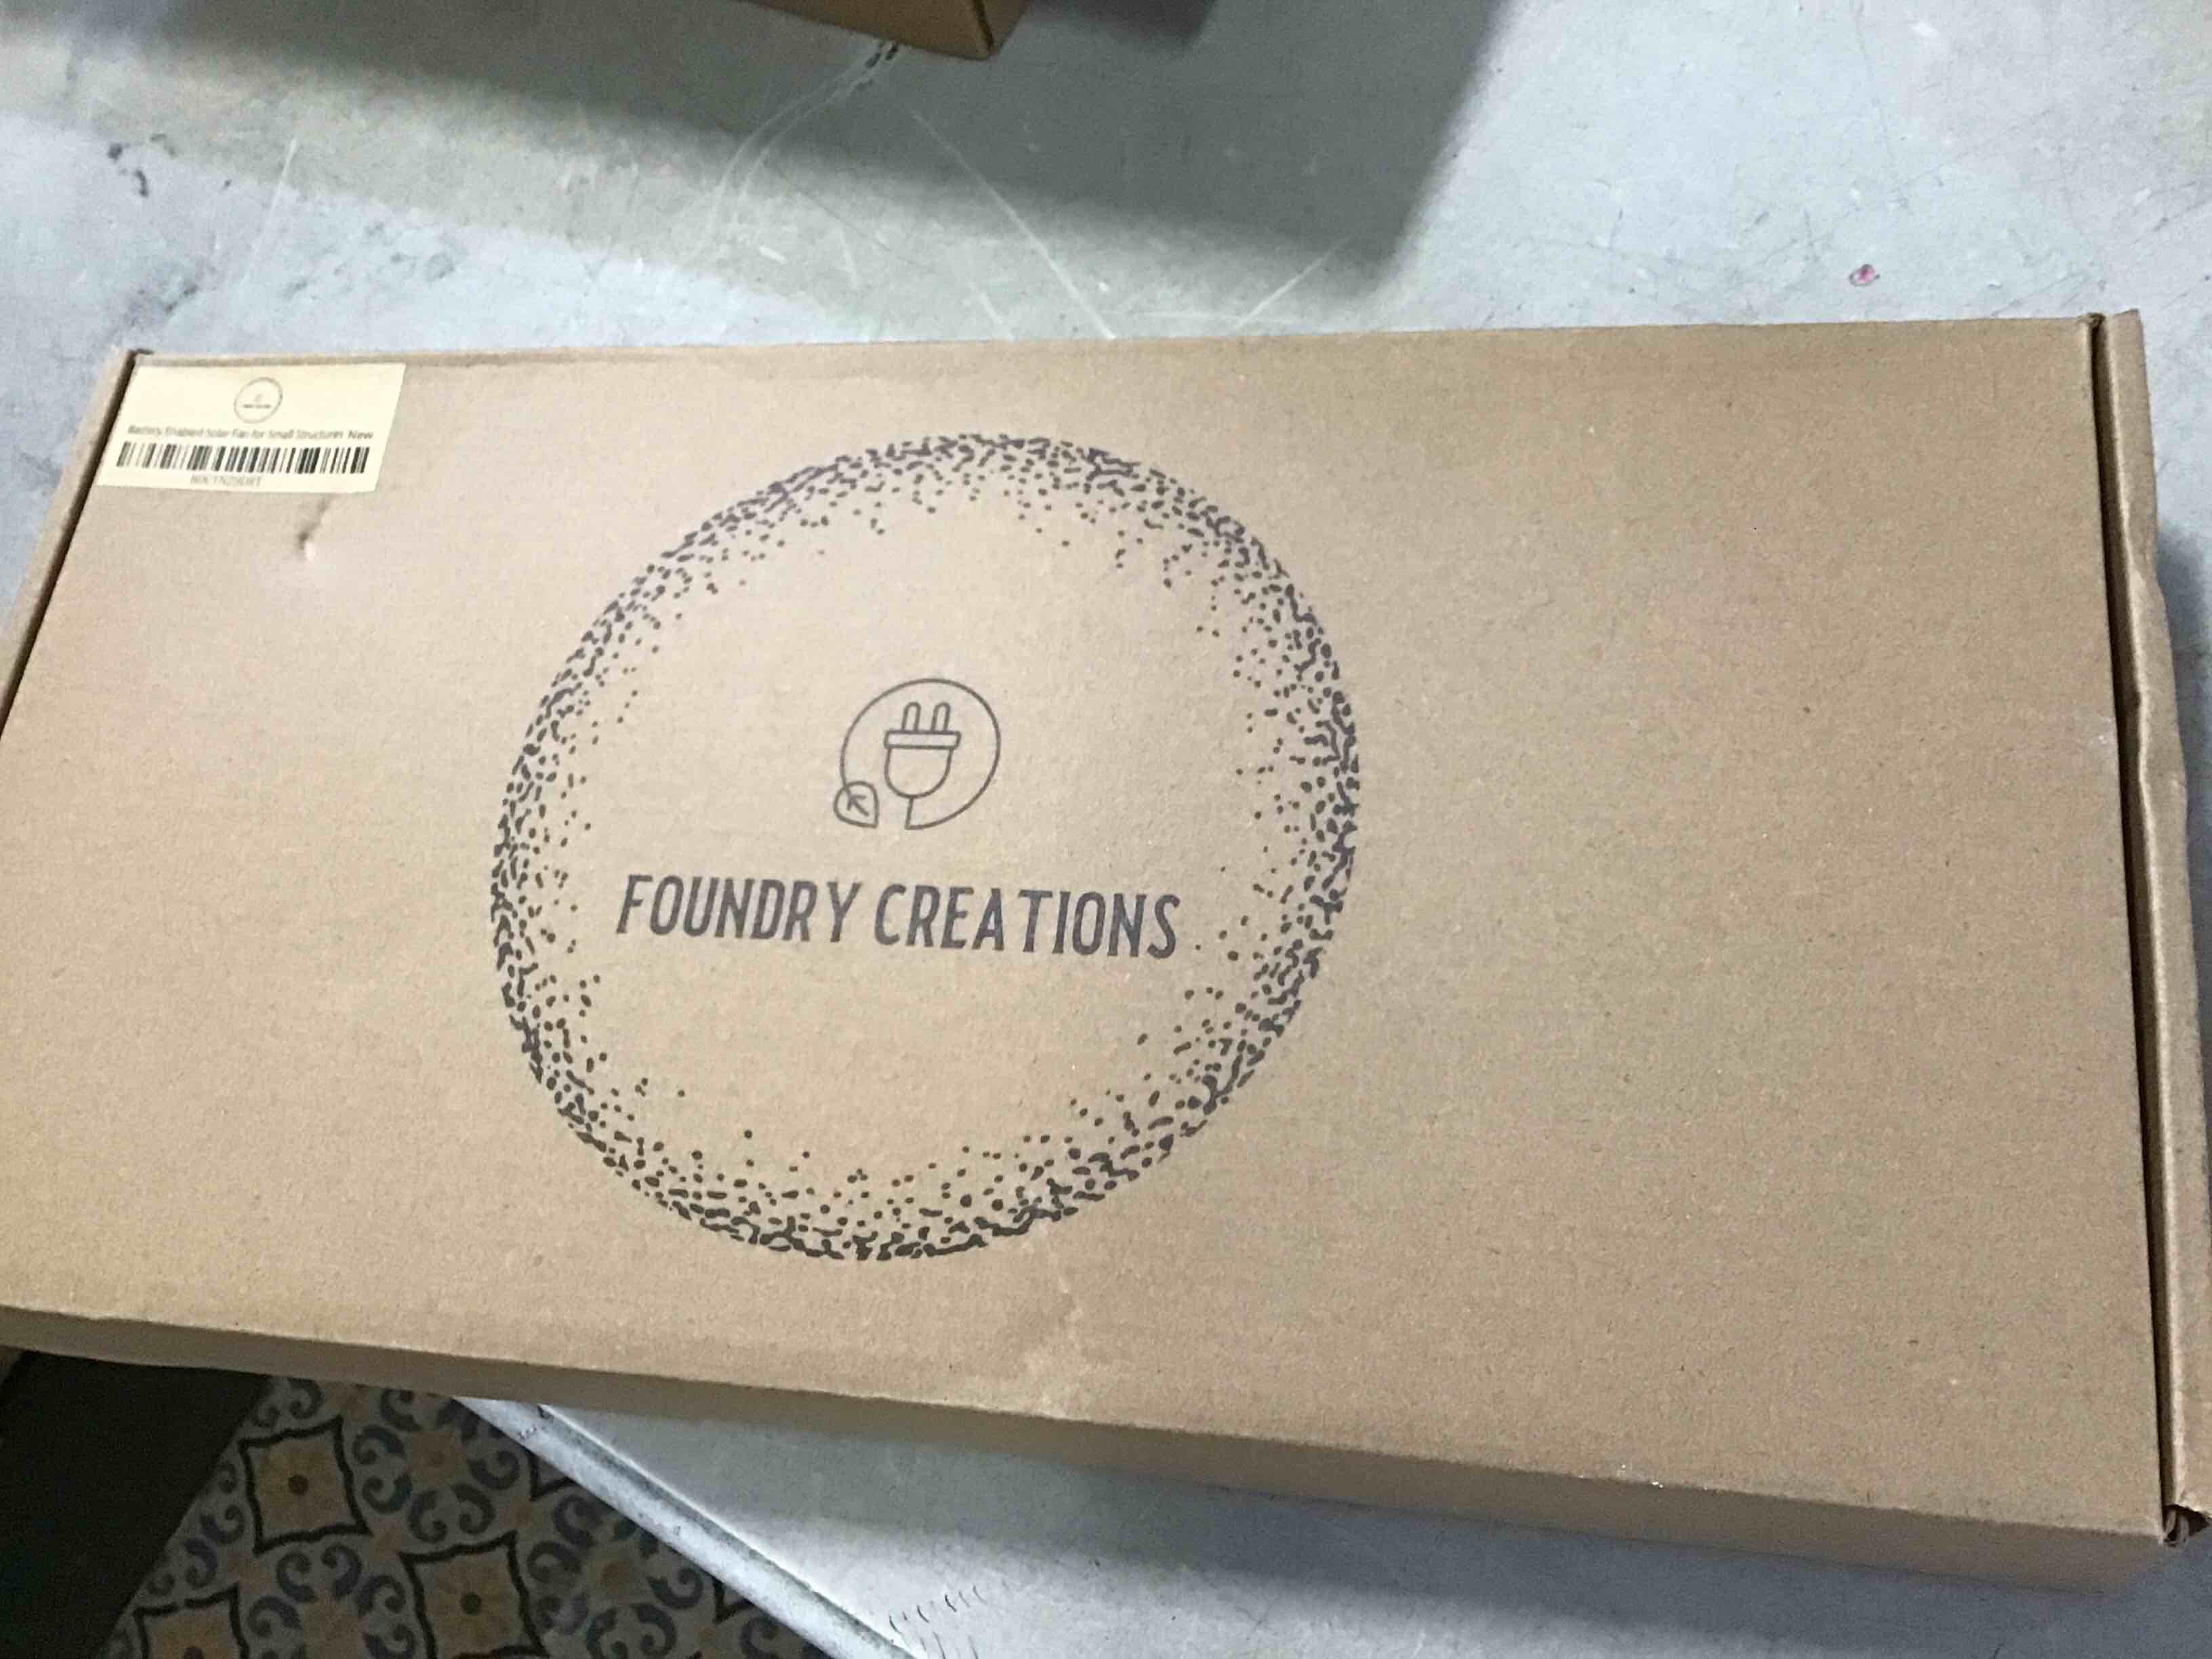 Battery Enabled Solar Fan for Small Structures New
FOUNDRY CREATIONS